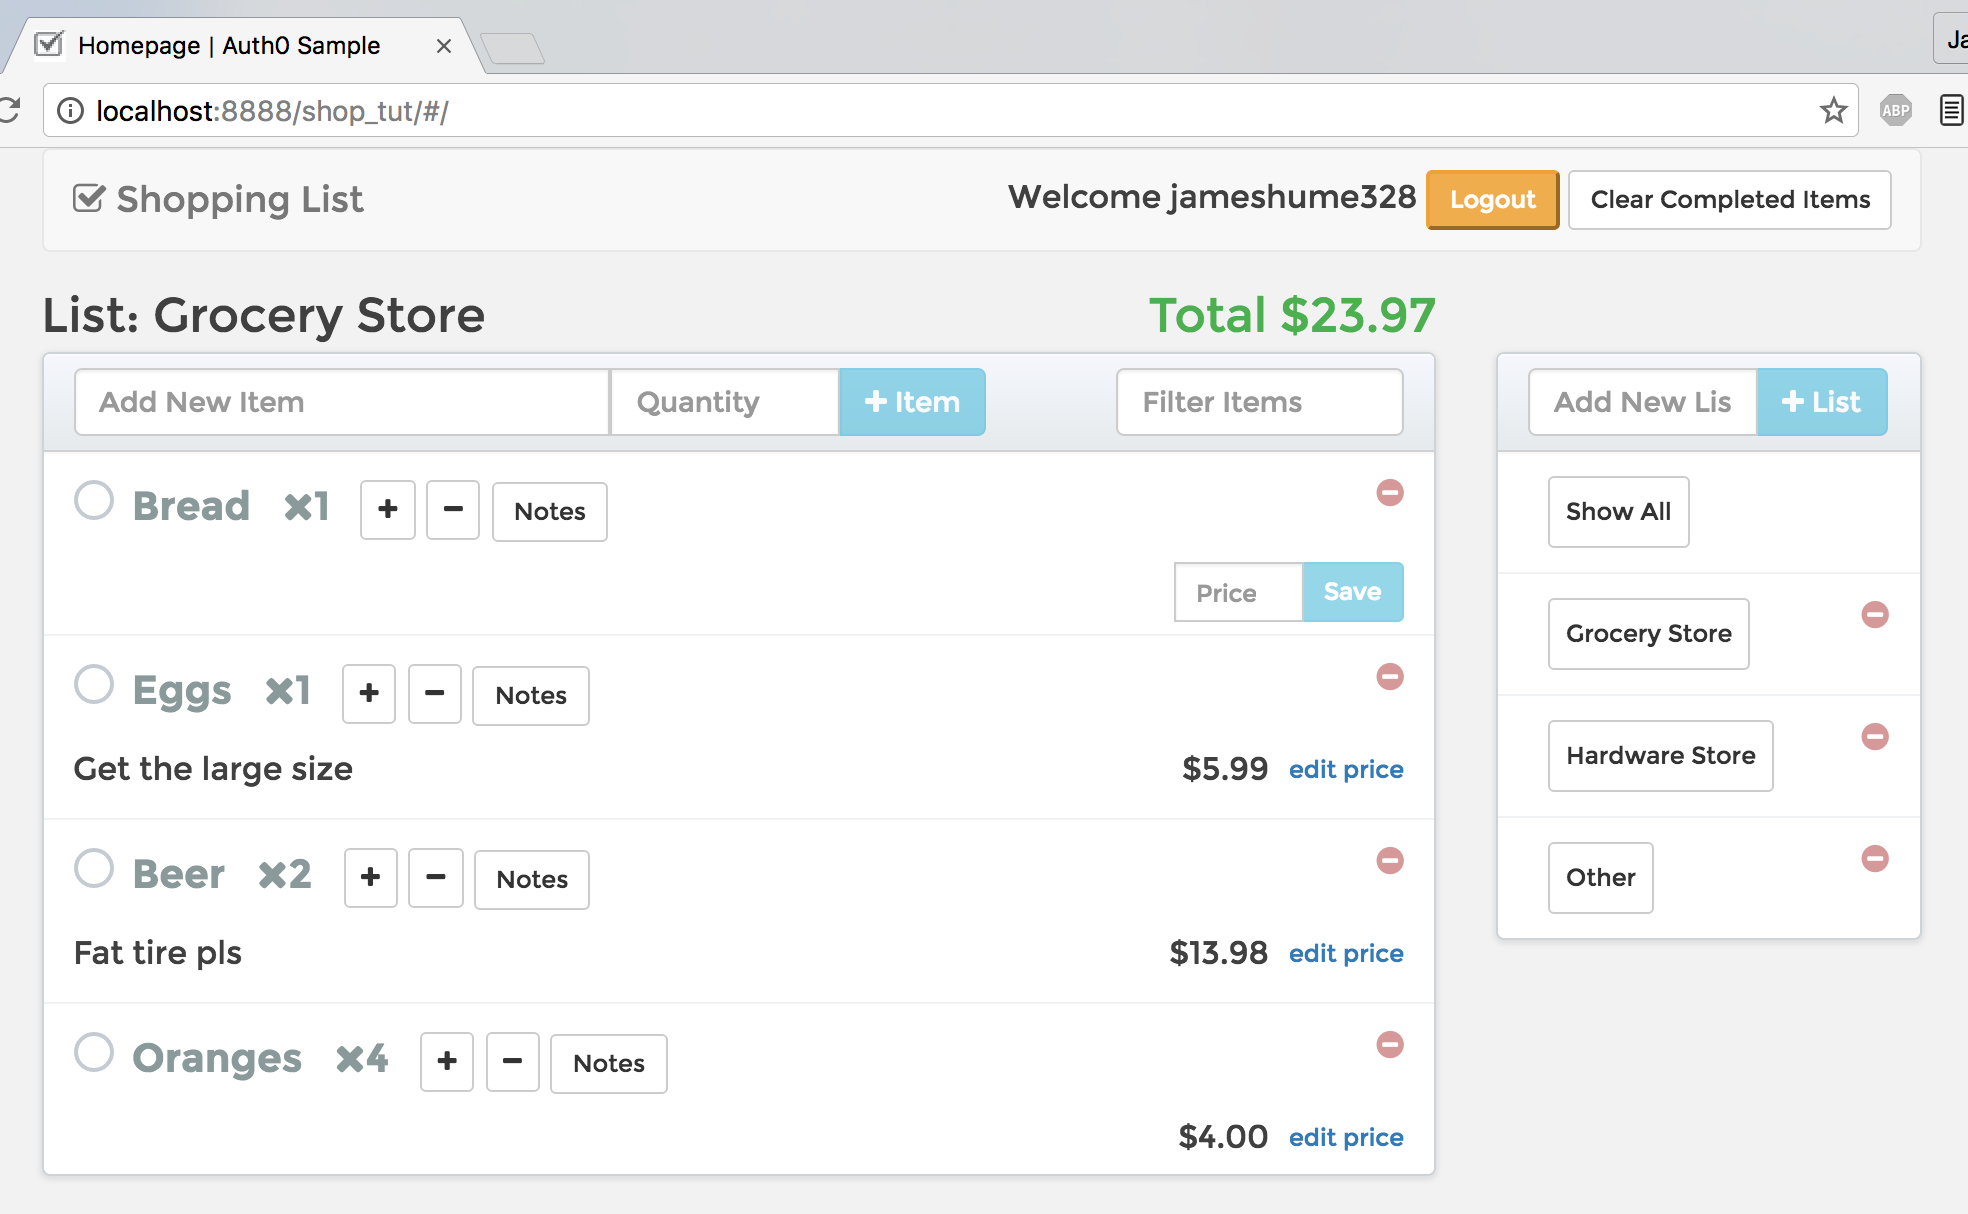 Homepage | Auth0 Sample
Ja
localhost:8888/shop_tut/#/
ABP
Shopping List
Welcome jameshume328
Logout
Clear Completed Items
List: Grocery Store
Total $23.97
Add New Item
Quantity
+ Item
Filter Items
Add New Lis
+ List
Bread ×1 + − Notes
Price
Save
Eggs ×1 + − Notes
Get the large size
$5.99 edit price
Beer ×2 + − Notes
Fat tire pls
$13.98 edit price
Oranges ×4 + − Notes
$4.00 edit price
Show All
Grocery Store
Hardware Store
Other